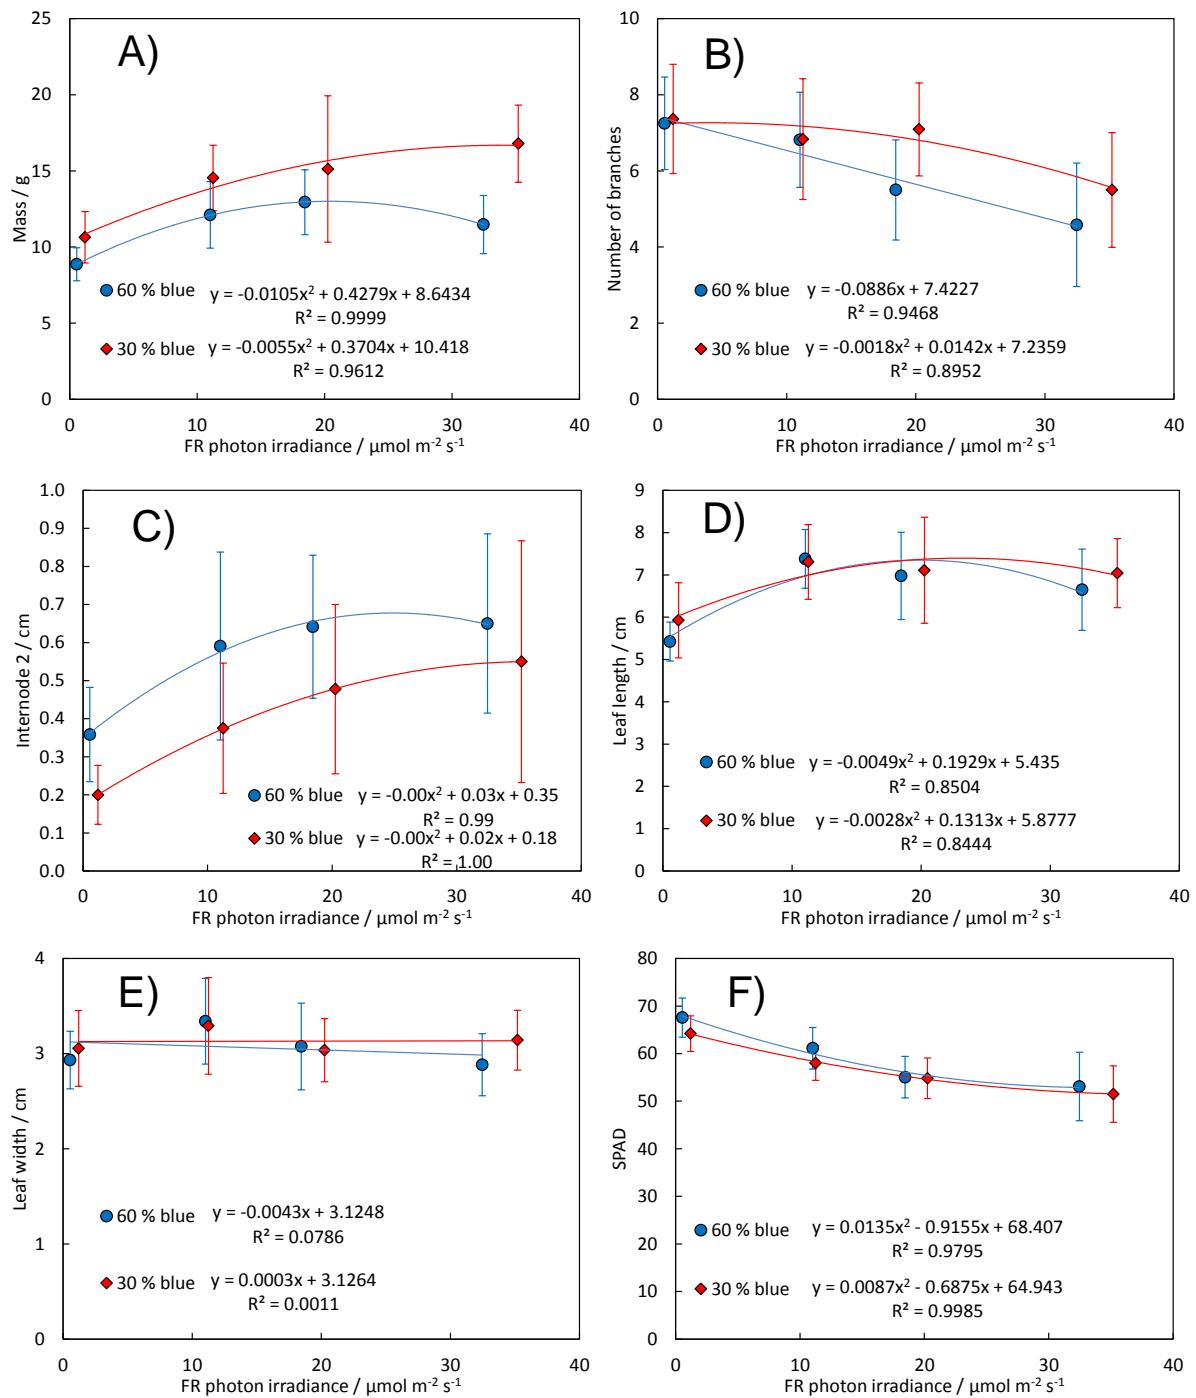 A)
25
20
15
10
5
0
Mass / g
60 % blue y = -0.0105x² + 0.4279x + 8.6434
R² = 0.9999
30 % blue y = -0.0055x² + 0.3704x + 10.418
R² = 0.9612
0 10 20 30 40
FR photon irradiance / µmol m⁻² s⁻¹
B)
10
8
6
4
2
0
Number of branches
60 % blue y = -0.0886x + 7.4227
R² = 0.9468
30 % blue y = -0.0018x² + 0.0142x + 7.2359
R² = 0.8952
0 10 20 30 40
FR photon irradiance / µmol m⁻² s⁻¹
C)
1.0
0.9
0.8
0.7
0.6
0.5
0.4
0.3
0.2
0.1
0.0
Internode 2 / cm
60 % blue y = -0.00x² + 0.03x + 0.35
R² = 0.99
30 % blue y = -0.00x² + 0.02x + 0.18
R² = 1.00
0 10 20 30 40
FR photon irradiance / µmol m⁻² s⁻¹
D)
9
8
7
6
5
4
3
2
1
0
Leaf length / cm
60 % blue y = -0.0049x² + 0.1929x + 5.435
R² = 0.8504
30 % blue y = -0.0028x² + 0.1313x + 5.8777
R² = 0.8444
0 10 20 30 40
FR photon irradiance / µmol m⁻² s⁻¹
E)
4
3
2
1
0
Leaf width / cm
60 % blue y = -0.0043x + 3.1248
R² = 0.0786
30 % blue y = 0.0003x + 3.1264
R² = 0.0011
0 10 20 30 40
FR photon irradiance / µmol m⁻² s⁻¹
F)
80
70
60
50
40
30
20
10
0
SPAD
60 % blue y = 0.0135x² - 0.9155x + 68.407
R² = 0.9795
30 % blue y = 0.0087x² - 0.6875x + 64.943
R² = 0.9985
0 10 20 30 40
FR photon irradiance / µmol m⁻² s⁻¹